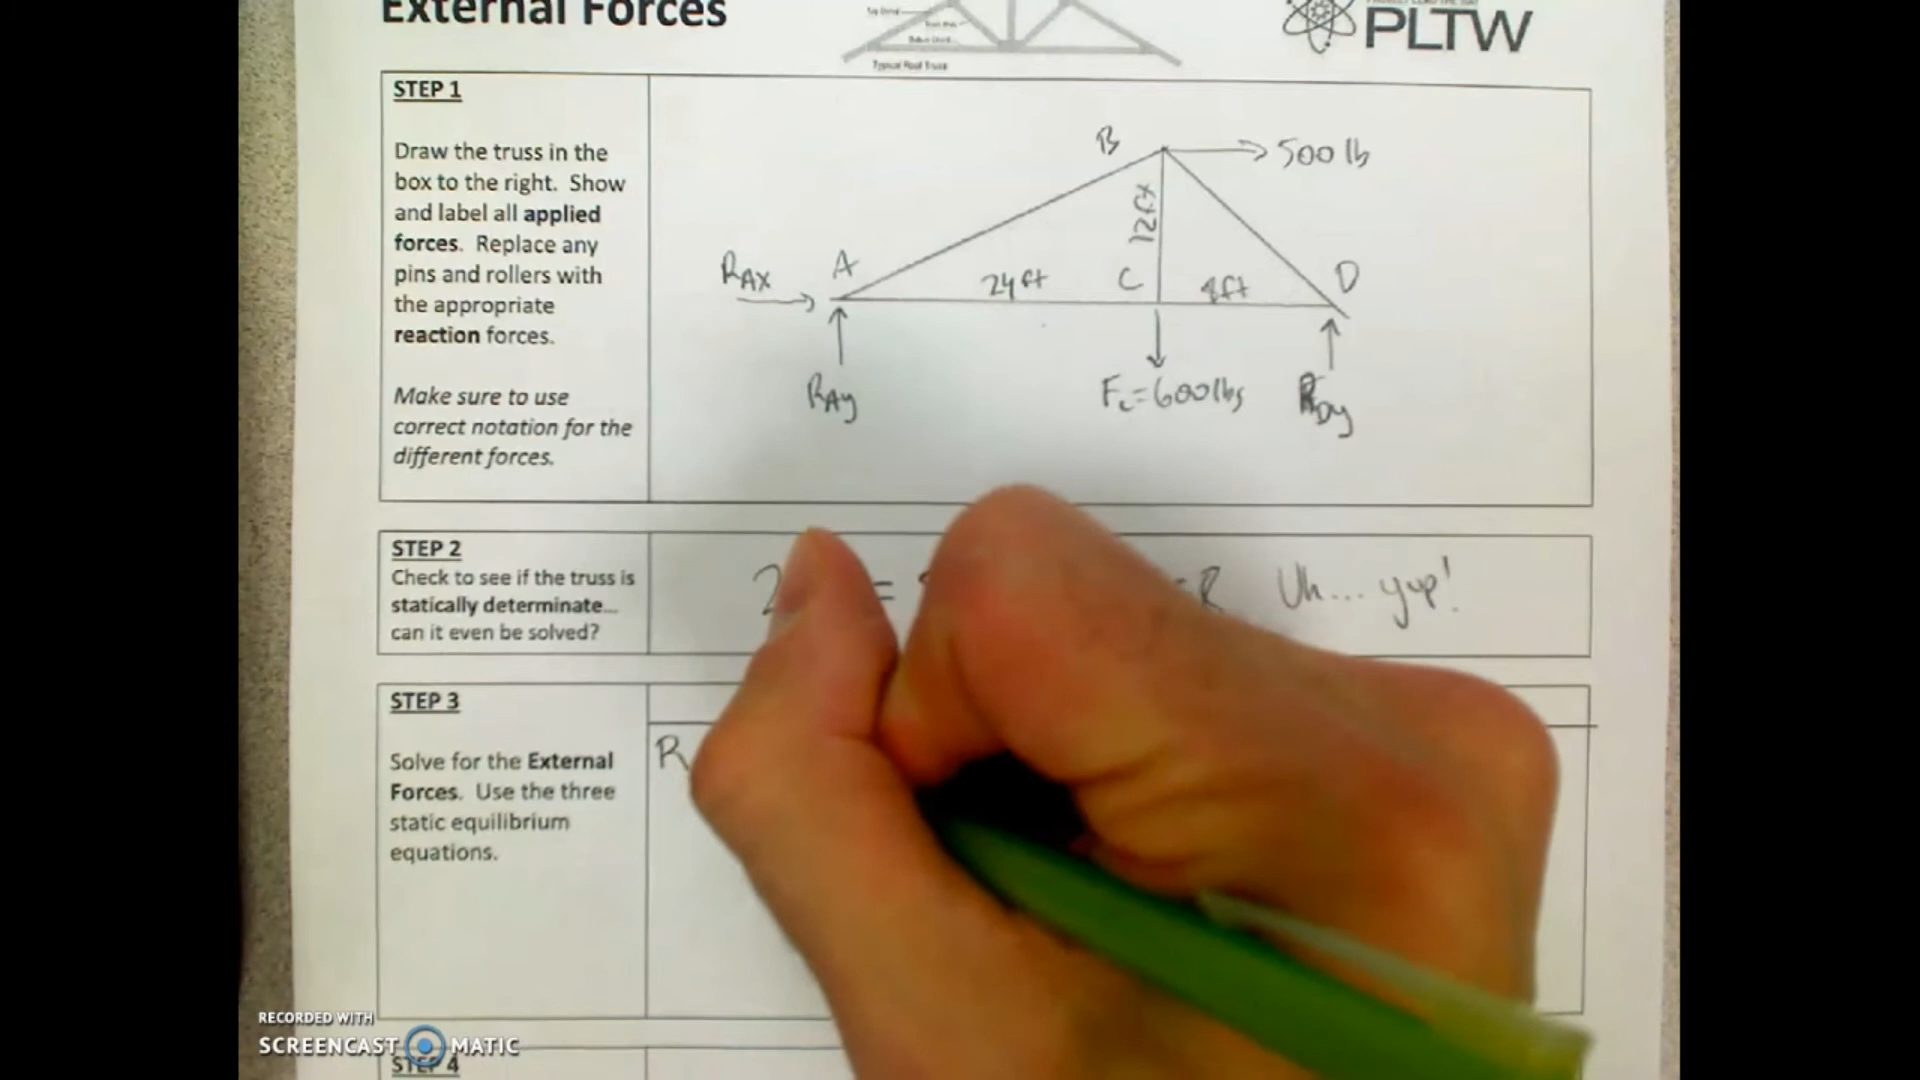 External Forces
Typical Roof Truss
PLTW
STEP 1
Draw the truss in the
box to the right. Show
and label all applied
forces. Replace any
pins and rollers with
the appropriate
reaction forces.
Make sure to use
correct notation for the
different forces.
B
500 lb
12ft
RAX
A
24ft
C
8ft
D
RAy
Fc=600lbs
RDy
STEP 2
Check to see if the truss is
statically determinate...
can it even be solved?
2
=
=8
Uh... yup!
STEP 3
Solve for the External
Forces. Use the three
static equilibrium
equations.
R
RECORDED WITH
SCREENCAST MATIC
STEP 4